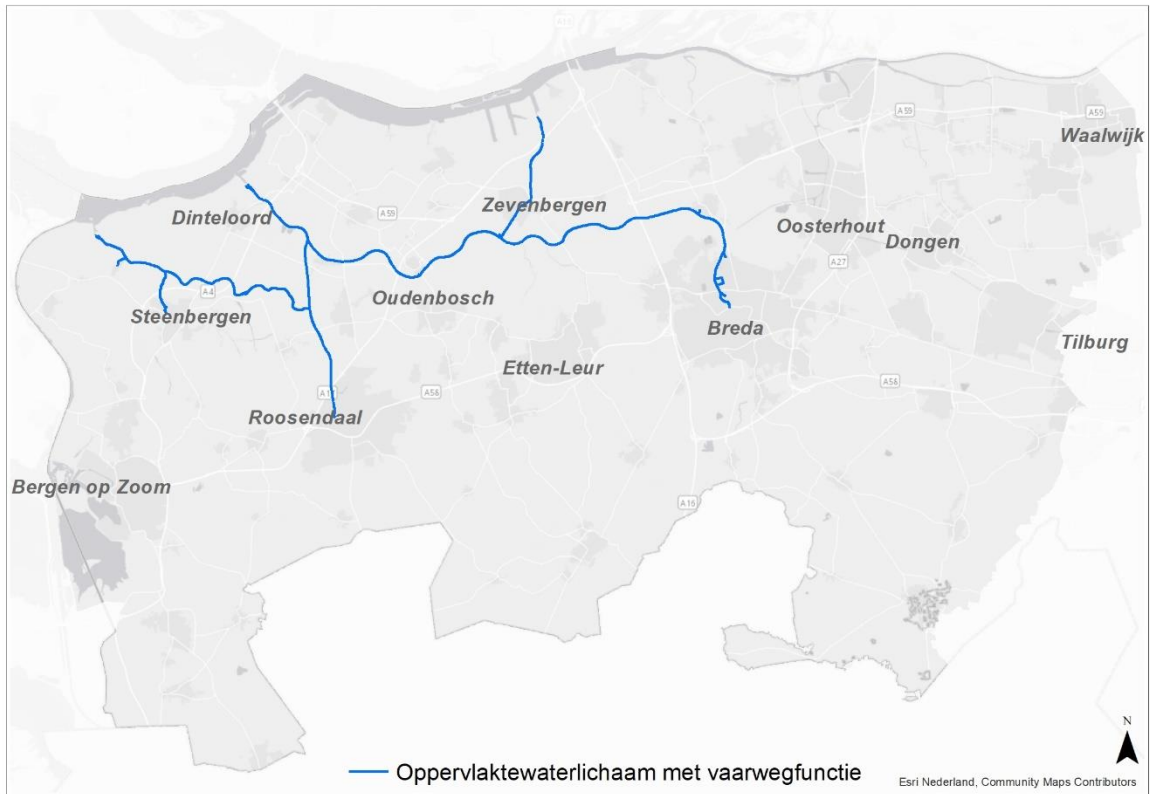 A59
A59
Waalwijk
Zevenbergen
Dinteloord
A59
Oosterhout
Dongen
A27
Oudenbosch
A4
Steenbergen
Breda
Tilburg
Etten-Leur
A58
A58
Roosendaal
Bergen op Zoom
A16
N
Oppervlaktewaterlichaam met vaarwegfunctie
Esri Nederland, Community Maps Contributors